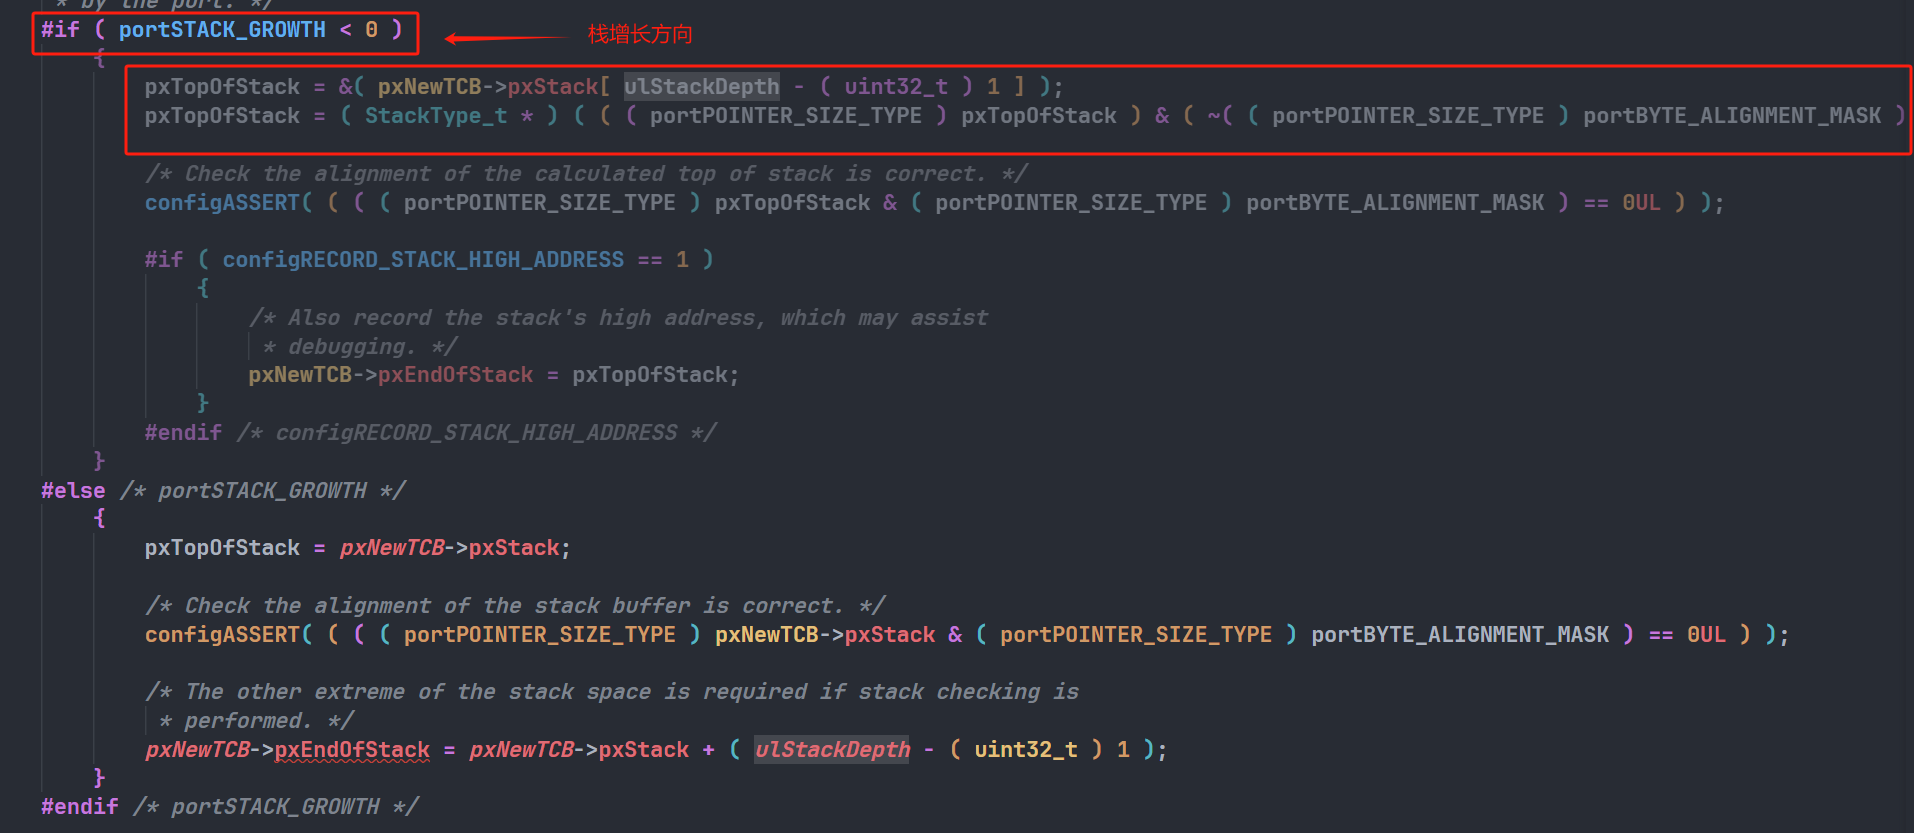 * by the port. */
#if ( portSTACK_GROWTH < 0 ) 栈增长方向
{
pxTopOfStack = &( pxNewTCB->pxStack[ ulStackDepth - ( uint32_t ) 1 ] );
pxTopOfStack = ( StackType_t * ) ( ( ( portPOINTER_SIZE_TYPE ) pxTopOfStack ) & ( ~( ( portPOINTER_SIZE_TYPE ) portBYTE_ALIGNMENT_MASK )
/* Check the alignment of the calculated top of stack is correct. */
configASSERT( ( ( ( portPOINTER_SIZE_TYPE ) pxTopOfStack & ( portPOINTER_SIZE_TYPE ) portBYTE_ALIGNMENT_MASK ) == 0UL ) );
#if ( configRECORD_STACK_HIGH_ADDRESS == 1 )
{
/* Also record the stack's high address, which may assist
* debugging. */
pxNewTCB->pxEndOfStack = pxTopOfStack;
}
#endif /* configRECORD_STACK_HIGH_ADDRESS */
}
#else /* portSTACK_GROWTH */
{
pxTopOfStack = pxNewTCB->pxStack;
/* Check the alignment of the stack buffer is correct. */
configASSERT( ( ( ( portPOINTER_SIZE_TYPE ) pxNewTCB->pxStack & ( portPOINTER_SIZE_TYPE ) portBYTE_ALIGNMENT_MASK ) == 0UL ) );
/* The other extreme of the stack space is required if stack checking is
* performed. */
pxNewTCB->pxEndOfStack = pxNewTCB->pxStack + ( ulStackDepth - ( uint32_t ) 1 );
}
#endif /* portSTACK_GROWTH */